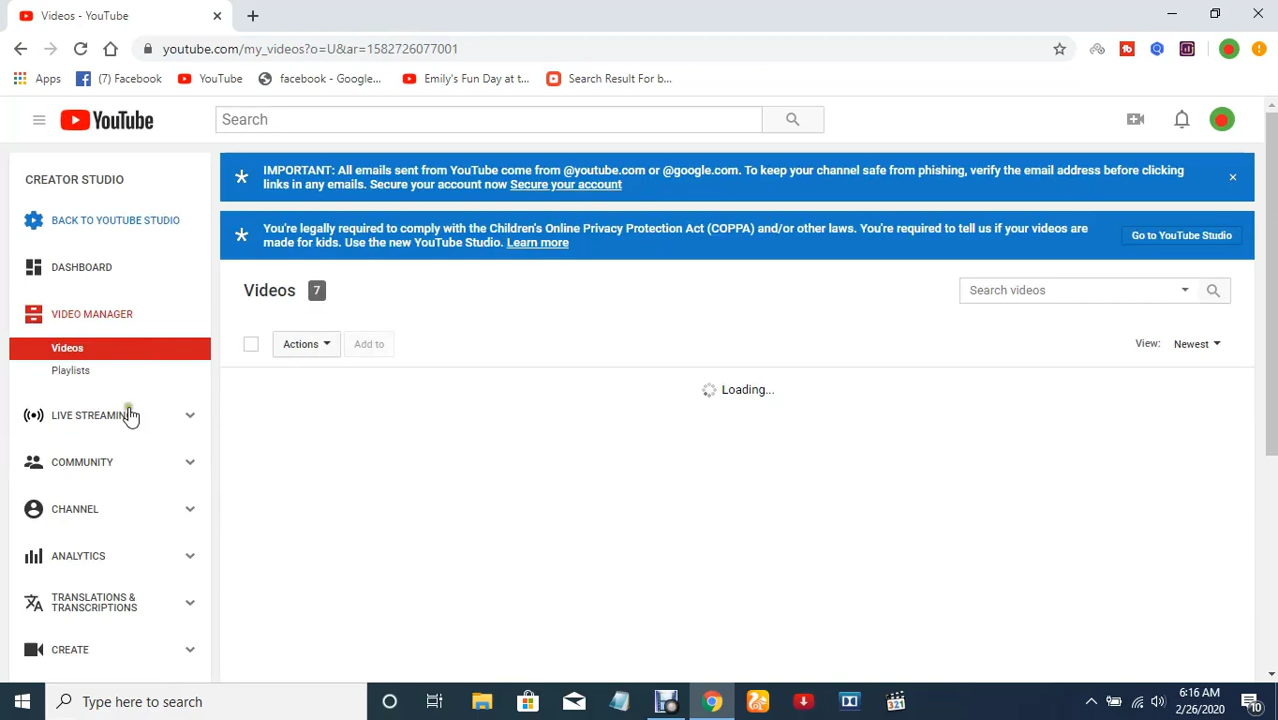 Videos - YouTube
youtube.com/my_videos?o=U&ar=1582726077001
Apps
(7) Facebook
YouTube
facebook - Google...
Emily's Fun Day at t...
Search Result For b...
YouTube
Search
CREATOR STUDIO
BACK TO YOUTUBE STUDIO
DASHBOARD
VIDEO MANAGER
Videos
Playlists
LIVE STREAMING
COMMUNITY
CHANNEL
ANALYTICS
TRANSLATIONS &
TRANSCRIPTIONS
CREATE
IMPORTANT: All emails sent from YouTube come from @youtube.com or @google.com. To keep your channel safe from phishing, verify the email address before clicking
links in any emails. Secure your account now Secure your account
You're legally required to comply with the Children's Online Privacy Protection Act (COPPA) and/or other laws. You're required to tell us if your videos are
made for kids. Use the new YouTube Studio. Learn more
Go to YouTube Studio
Videos 7
Search videos
Actions
Add to
View: Newest
Loading...
Type here to search
321
6:16 AM
2/26/2020
10